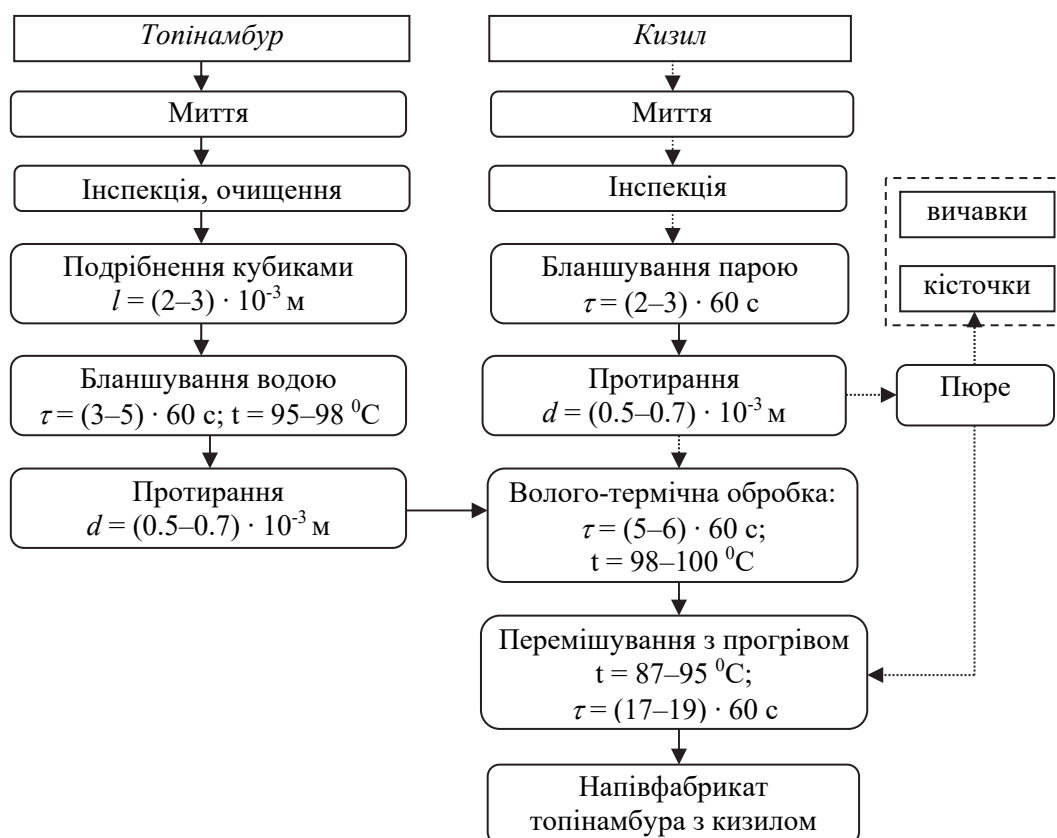 Топінамбур
Миття
Інспекція, очищення
Подрібнення кубиками
l = (2–3) · 10⁻³ м
Бланшування водою
τ = (3–5) · 60 с; t = 95–98 ⁰С
Протирання
d = (0.5–0.7) · 10⁻³ м
Кизил
Миття
Інспекція
Бланшування парою
τ = (2–3) · 60 с
Протирання
d = (0.5–0.7) · 10⁻³ м
вичавки
кісточки
Пюре
Волого-термічна обробка:
τ = (5–6) · 60 с;
t = 98–100 ⁰С
Перемішування з прогрівом
t = 87–95 ⁰С;
τ = (17–19) · 60 с
Напівфабрикат
топінамбура з кизилом